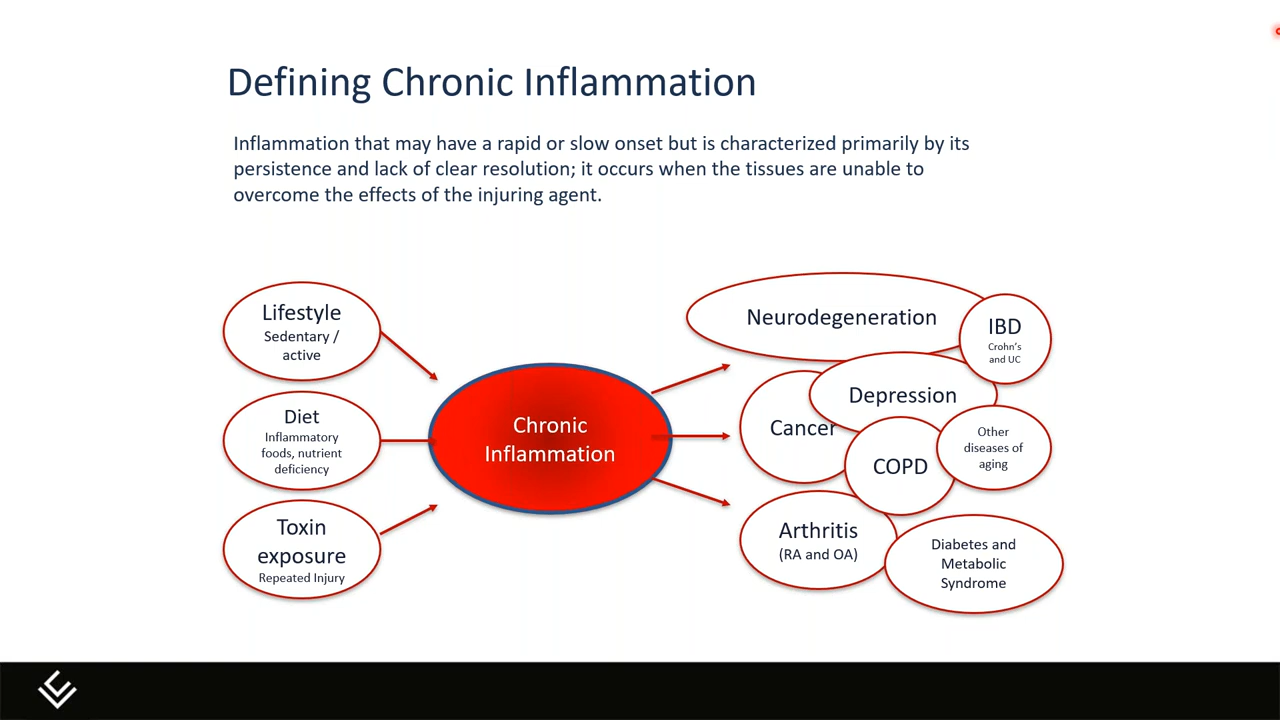 Defining Chronic Inflammation
Inflammation that may have a rapid or slow onset but is characterized primarily by its
persistence and lack of clear resolution; it occurs when the tissues are unable to
overcome the effects of the injuring agent.
Lifestyle
Sedentary /
active
Diet
Inflammatory
foods, nutrient
deficiency
Toxin
exposure
Repeated Injury
Chronic
Inflammation
Neurodegeneration
IBD
Crohn's
and UC
Depression
Cancer
COPD
Other
diseases of
aging
Arthritis
(RA and OA)
Diabetes and
Metabolic
Syndrome